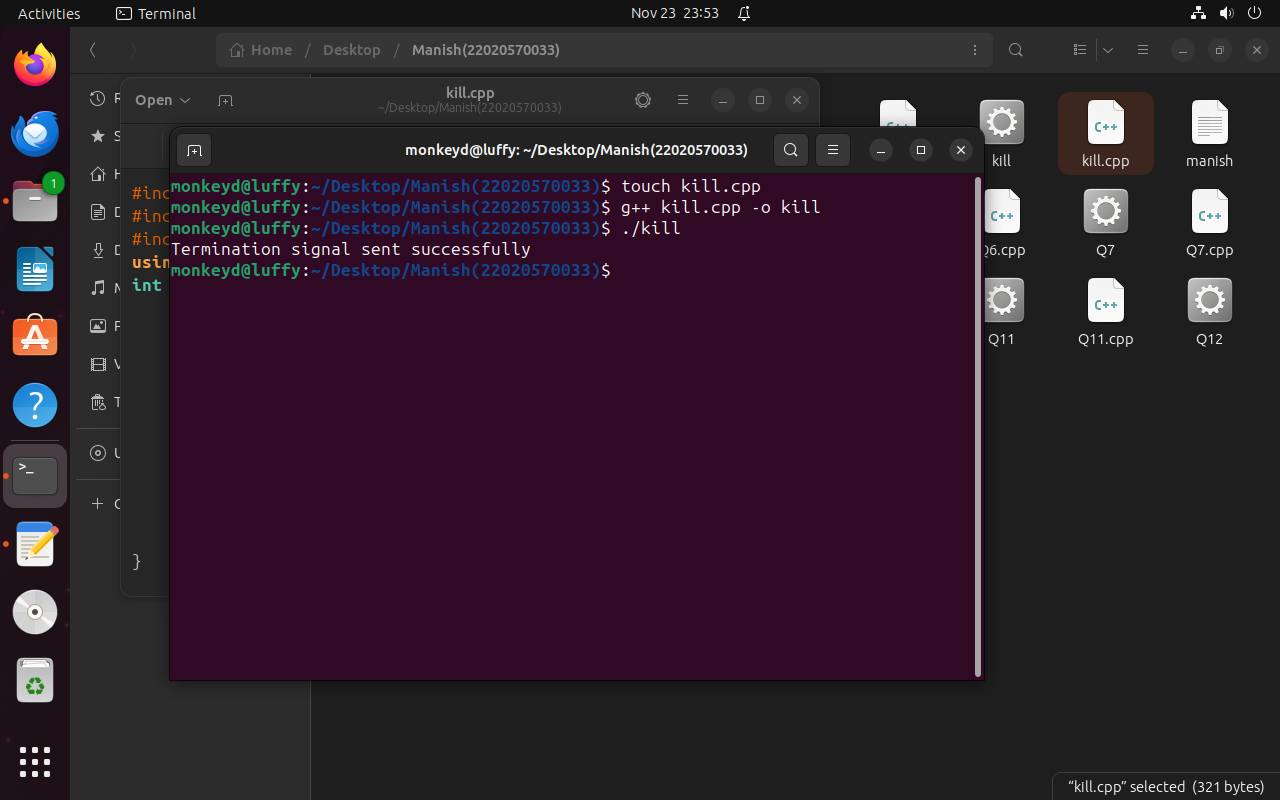 Activities
Terminal
Nov 23 23:53
Home / Desktop / Manish(22020570033)
Open
kill.cpp
~/Desktop/Manish(22020570033)
monkeyd@luffy: ~/Desktop/Manish(22020570033)
monkeyd@luffy:~/Desktop/Manish(22020570033)$ touch kill.cpp
monkeyd@luffy:~/Desktop/Manish(22020570033)$ g++ kill.cpp -o kill
monkeyd@luffy:~/Desktop/Manish(22020570033)$ ./kill
Termination signal sent successfully
monkeyd@luffy:~/Desktop/Manish(22020570033)$
#inc
#inc
#inc
usin
int
}
1
>_
?
C++
kill
C++
kill.cpp
manish
C++
Q6.cpp
Q7
C++
Q7.cpp
Q11
C++
Q11.cpp
Q12
“kill.cpp” selected (321 bytes)